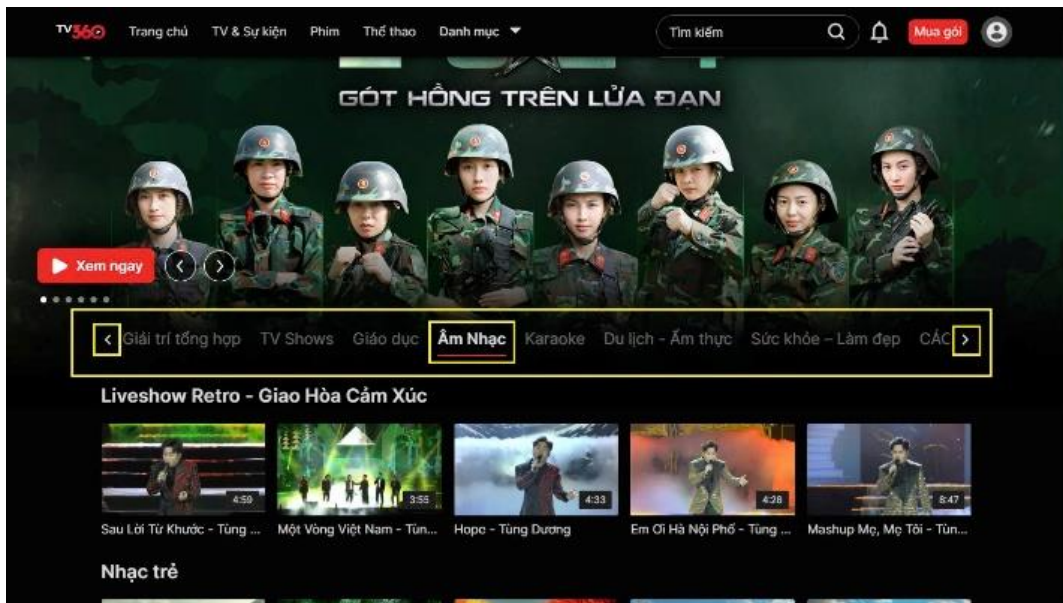 TV360 Trang chủ TV & Sự kiện Phim Thể thao Danh mục Tìm kiếm Mua gói
GÓT HỒNG TRÊN LỬA ĐẠN
Xem ngay
Giải trí tổng hợp TV Shows Giáo dục Âm Nhạc Karaoke Du lịch - Ẩm thực Sức khỏe – Làm đẹp CÁC
Liveshow Retro - Giao Hòa Cảm Xúc
4:59 3:55 4:33 4:28 8:47
Sau Lời Từ Khước - Tùng ... Một Vòng Việt Nam - Tùn... Hope - Tùng Dương Em Ơi Hà Nội Phố - Tùng ... Mashup Mẹ, Mẹ Tôi - Tùn...
Nhạc trẻ